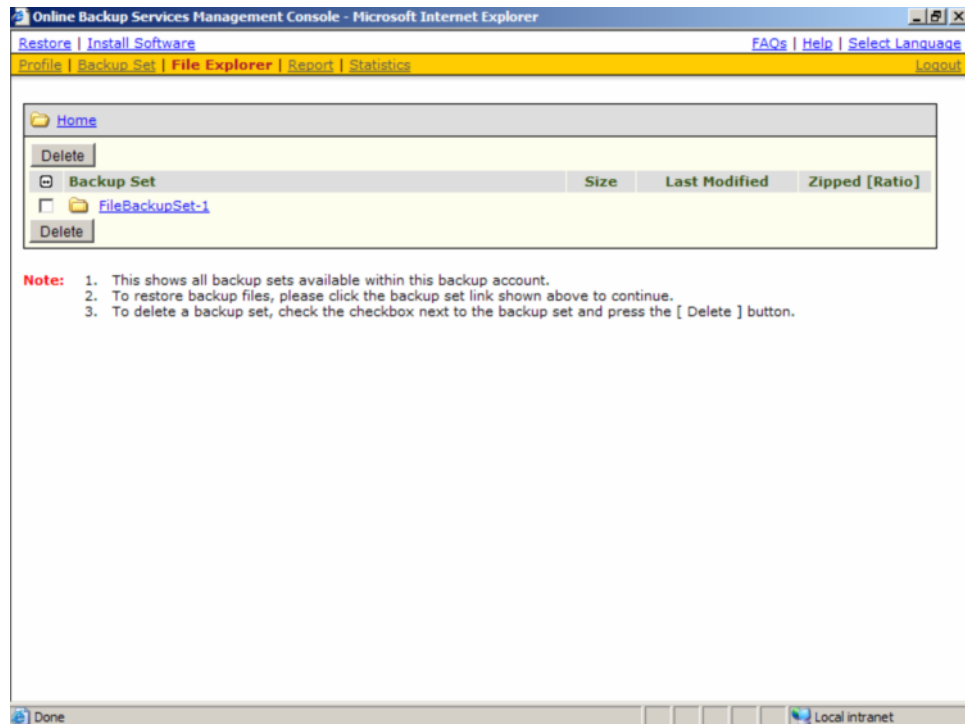 Online Backup Services Management Console - Microsoft Internet Explorer
Restore | Install Software FAQs | Help | Select Language
Profile | Backup Set | File Explorer | Report | Statistics Logout
Home
Delete
Backup Set Size Last Modified Zipped [Ratio]
FileBackupSet-1
Delete
Note: 1. This shows all backup sets available within this backup account.
2. To restore backup files, please click the backup set link shown above to continue.
3. To delete a backup set, check the checkbox next to the backup set and press the [ Delete ] button.
Done Local intranet